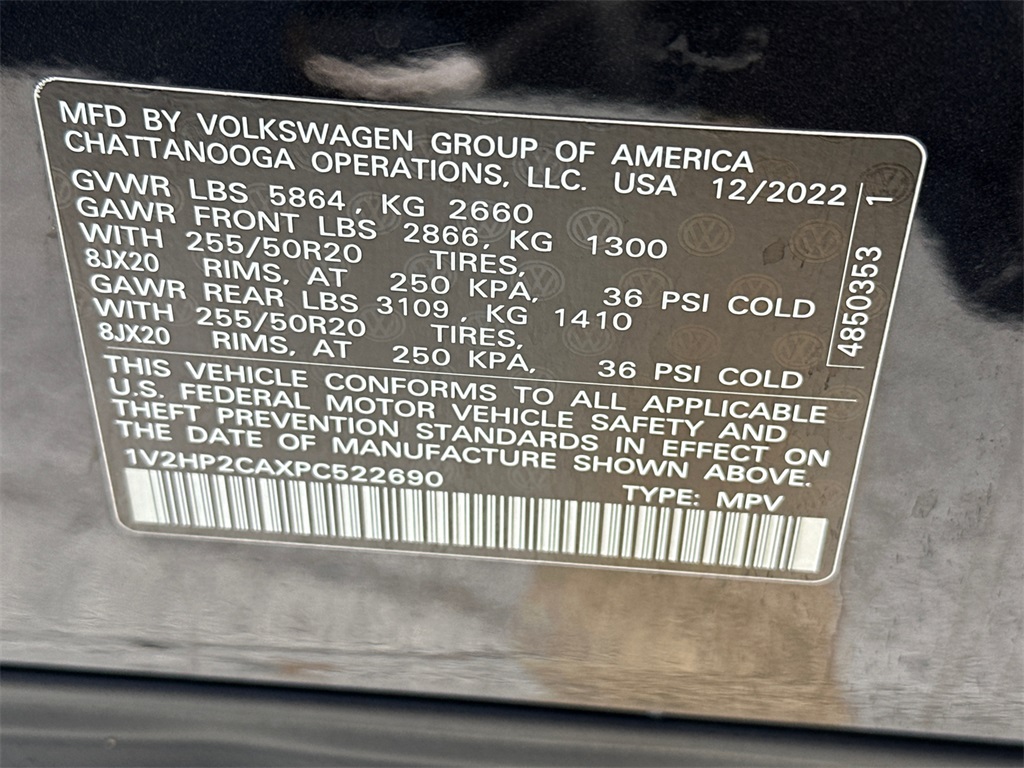 MFD BY VOLKSWAGEN GROUP OF AMERICA
CHATTANOOGA OPERATIONS, LLC. USA 12/2022
GVWR LBS 5864, KG 2660
GAWR FRONT LBS 2866, KG 1300
WITH 255/50R20 TIRES,
8JX20 RIMS, AT 250 KPA, 36 PSI COLD
GAWR REAR LBS 3109, KG 1410
WITH 255/50R20 TIRES,
8JX20 RIMS, AT 250 KPA, 36 PSI COLD
THIS VEHICLE CONFORMS TO ALL APPLICABLE
U.S. FEDERAL MOTOR VEHICLE SAFETY AND
THEFT PREVENTION STANDARDS IN EFFECT ON
THE DATE OF MANUFACTURE SHOWN ABOVE.
1V2HP2CAXPC522690 TYPE: MPV
4850353 1